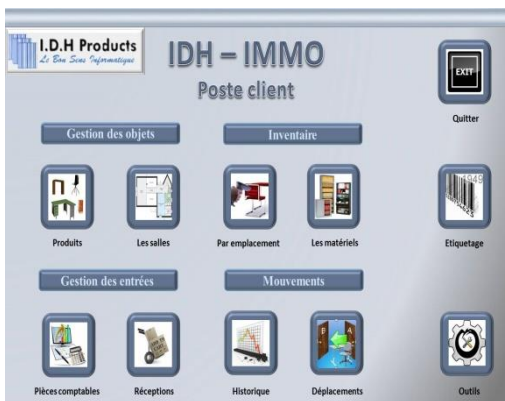 I.D.H Products
Le Bon Sens Informatique
IDH – IMMO
Poste client
EXIT
Quitter
Gestion des objets
Inventaire
Produits
Les salles
Par emplacement
Les matériels
Etiquetage
Gestion des entrées
Mouvements
Pièces comptables
Réceptions
Historique
Déplacements
Outils